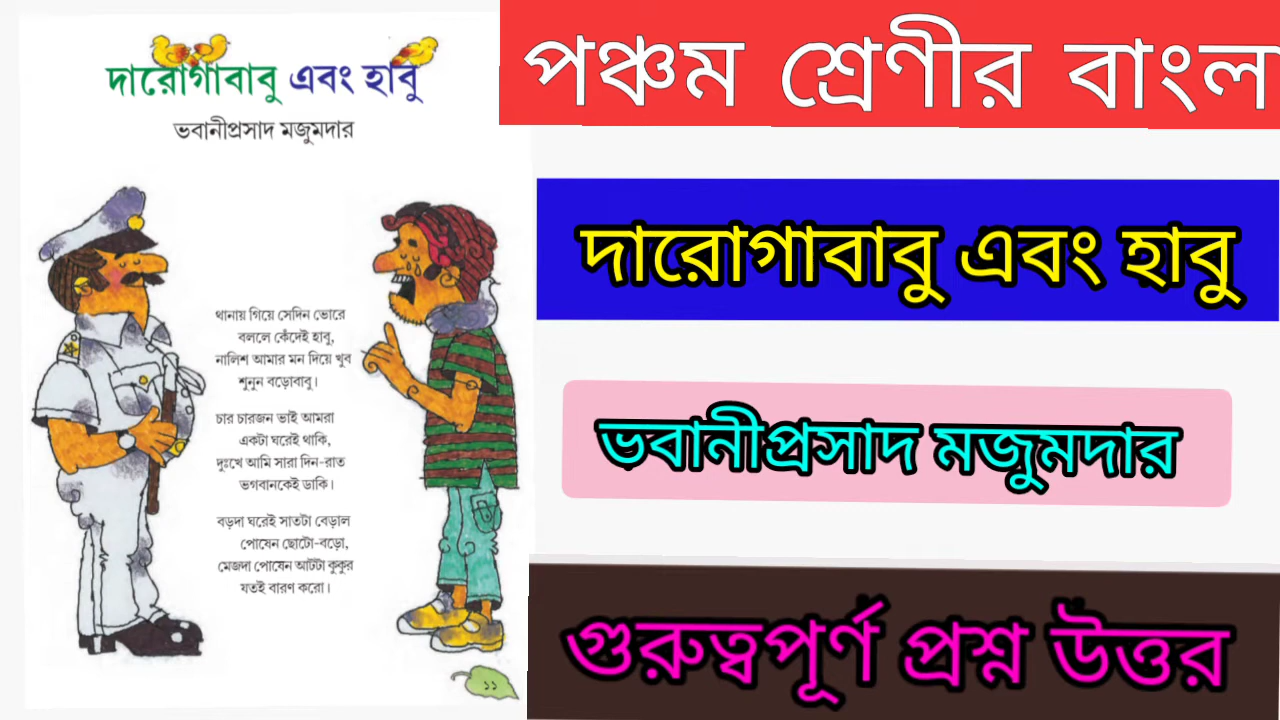 দারোগাবাবু এবং হাবু
ভবানীপ্রসাদ মজুমদার
থানায় গিয়ে সেদিন ভোরে
বললে কেঁদেই হাবু,
নালিশ আমার মন দিয়ে খুব
শুনুন বড়োবাবু।
চার চারজন ভাই আমরা
একটা ঘরেই থাকি,
দুঃখে আমি সারা দিন-রাত
ভগবানকেই ডাকি।
বড়দা ঘরেই সাতটা বেড়াল
পোষেন ছোটো-বড়ো,
মেজদা পোষেন আটটা কুকুর
যতই বারণ করো।
১১
পঞ্চম শ্রেণীর বাংল
দারোগাবাবু এবং হাবু
ভবানীপ্রসাদ মজুমদার
গুরুত্বপূর্ণ প্রশ্ন উত্তর